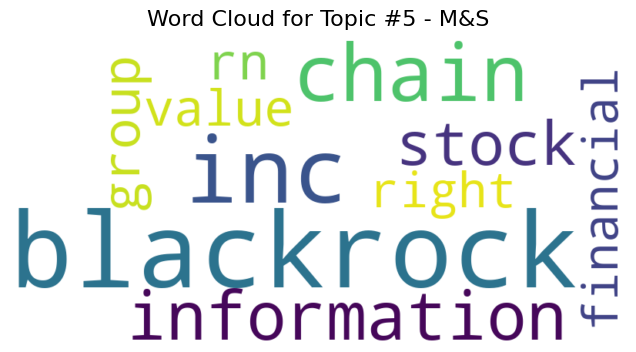 Word Cloud for Topic #5 - M&S
rn
chain
group
value
financial
stock
inc
right
blackrock
information